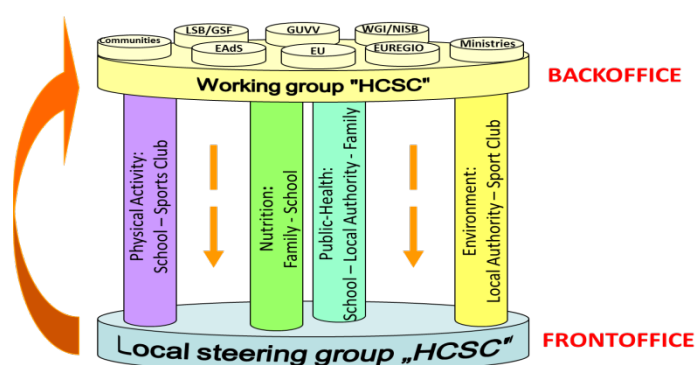 LSB/GSF GUVV WGI/NISB
Communities Ministries
EAdS EU EUREGIO
Working group "HCSC"
BACKOFFICE
Physical Activity:
School – Sports Club
Nutrition:
Family - School
Public-Health:
School – Local Authority - Family
Environment:
Local Authority – Sport Club
Local steering group „HCSC"
FRONTOFFICE